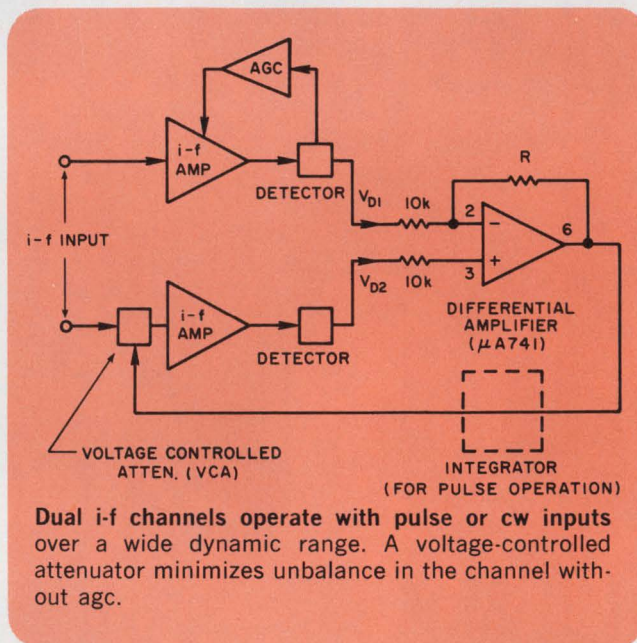 AGC
i-f
AMP
DETECTOR
V_D1
10k
R
2
−
6
i-f INPUT
3
+
V_D2
10k
i-f
AMP
DETECTOR
DIFFERENTIAL
AMPLIFIER
(μA741)
VOLTAGE CONTROLLED
ATTEN. (VCA)
INTEGRATOR
(FOR PULSE OPERATION)
Dual i-f channels operate with pulse or cw inputs
over a wide dynamic range. A voltage-controlled
attenuator minimizes unbalance in the channel with-
out agc.